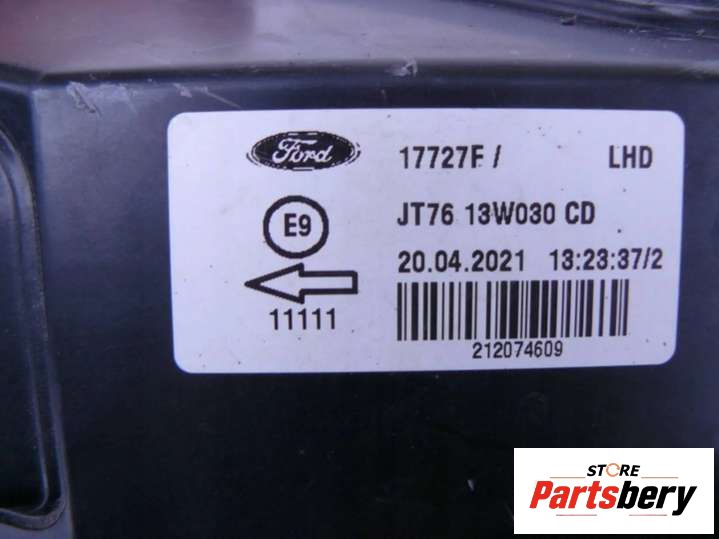 Ford
17727F / LHD
E9
JT76 13W030 CD
20.04.2021 13:23:37/2
11111
212074609
STORE
Partsbery